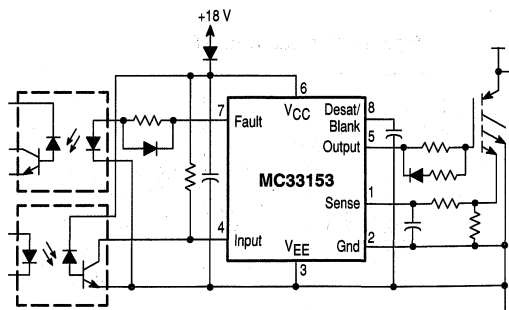 +18 V
6
VCC
Desat/
Blank
8
7
Fault
5
Output
MC33153
Sense
1
4
Input
VEE
Gnd
2
3